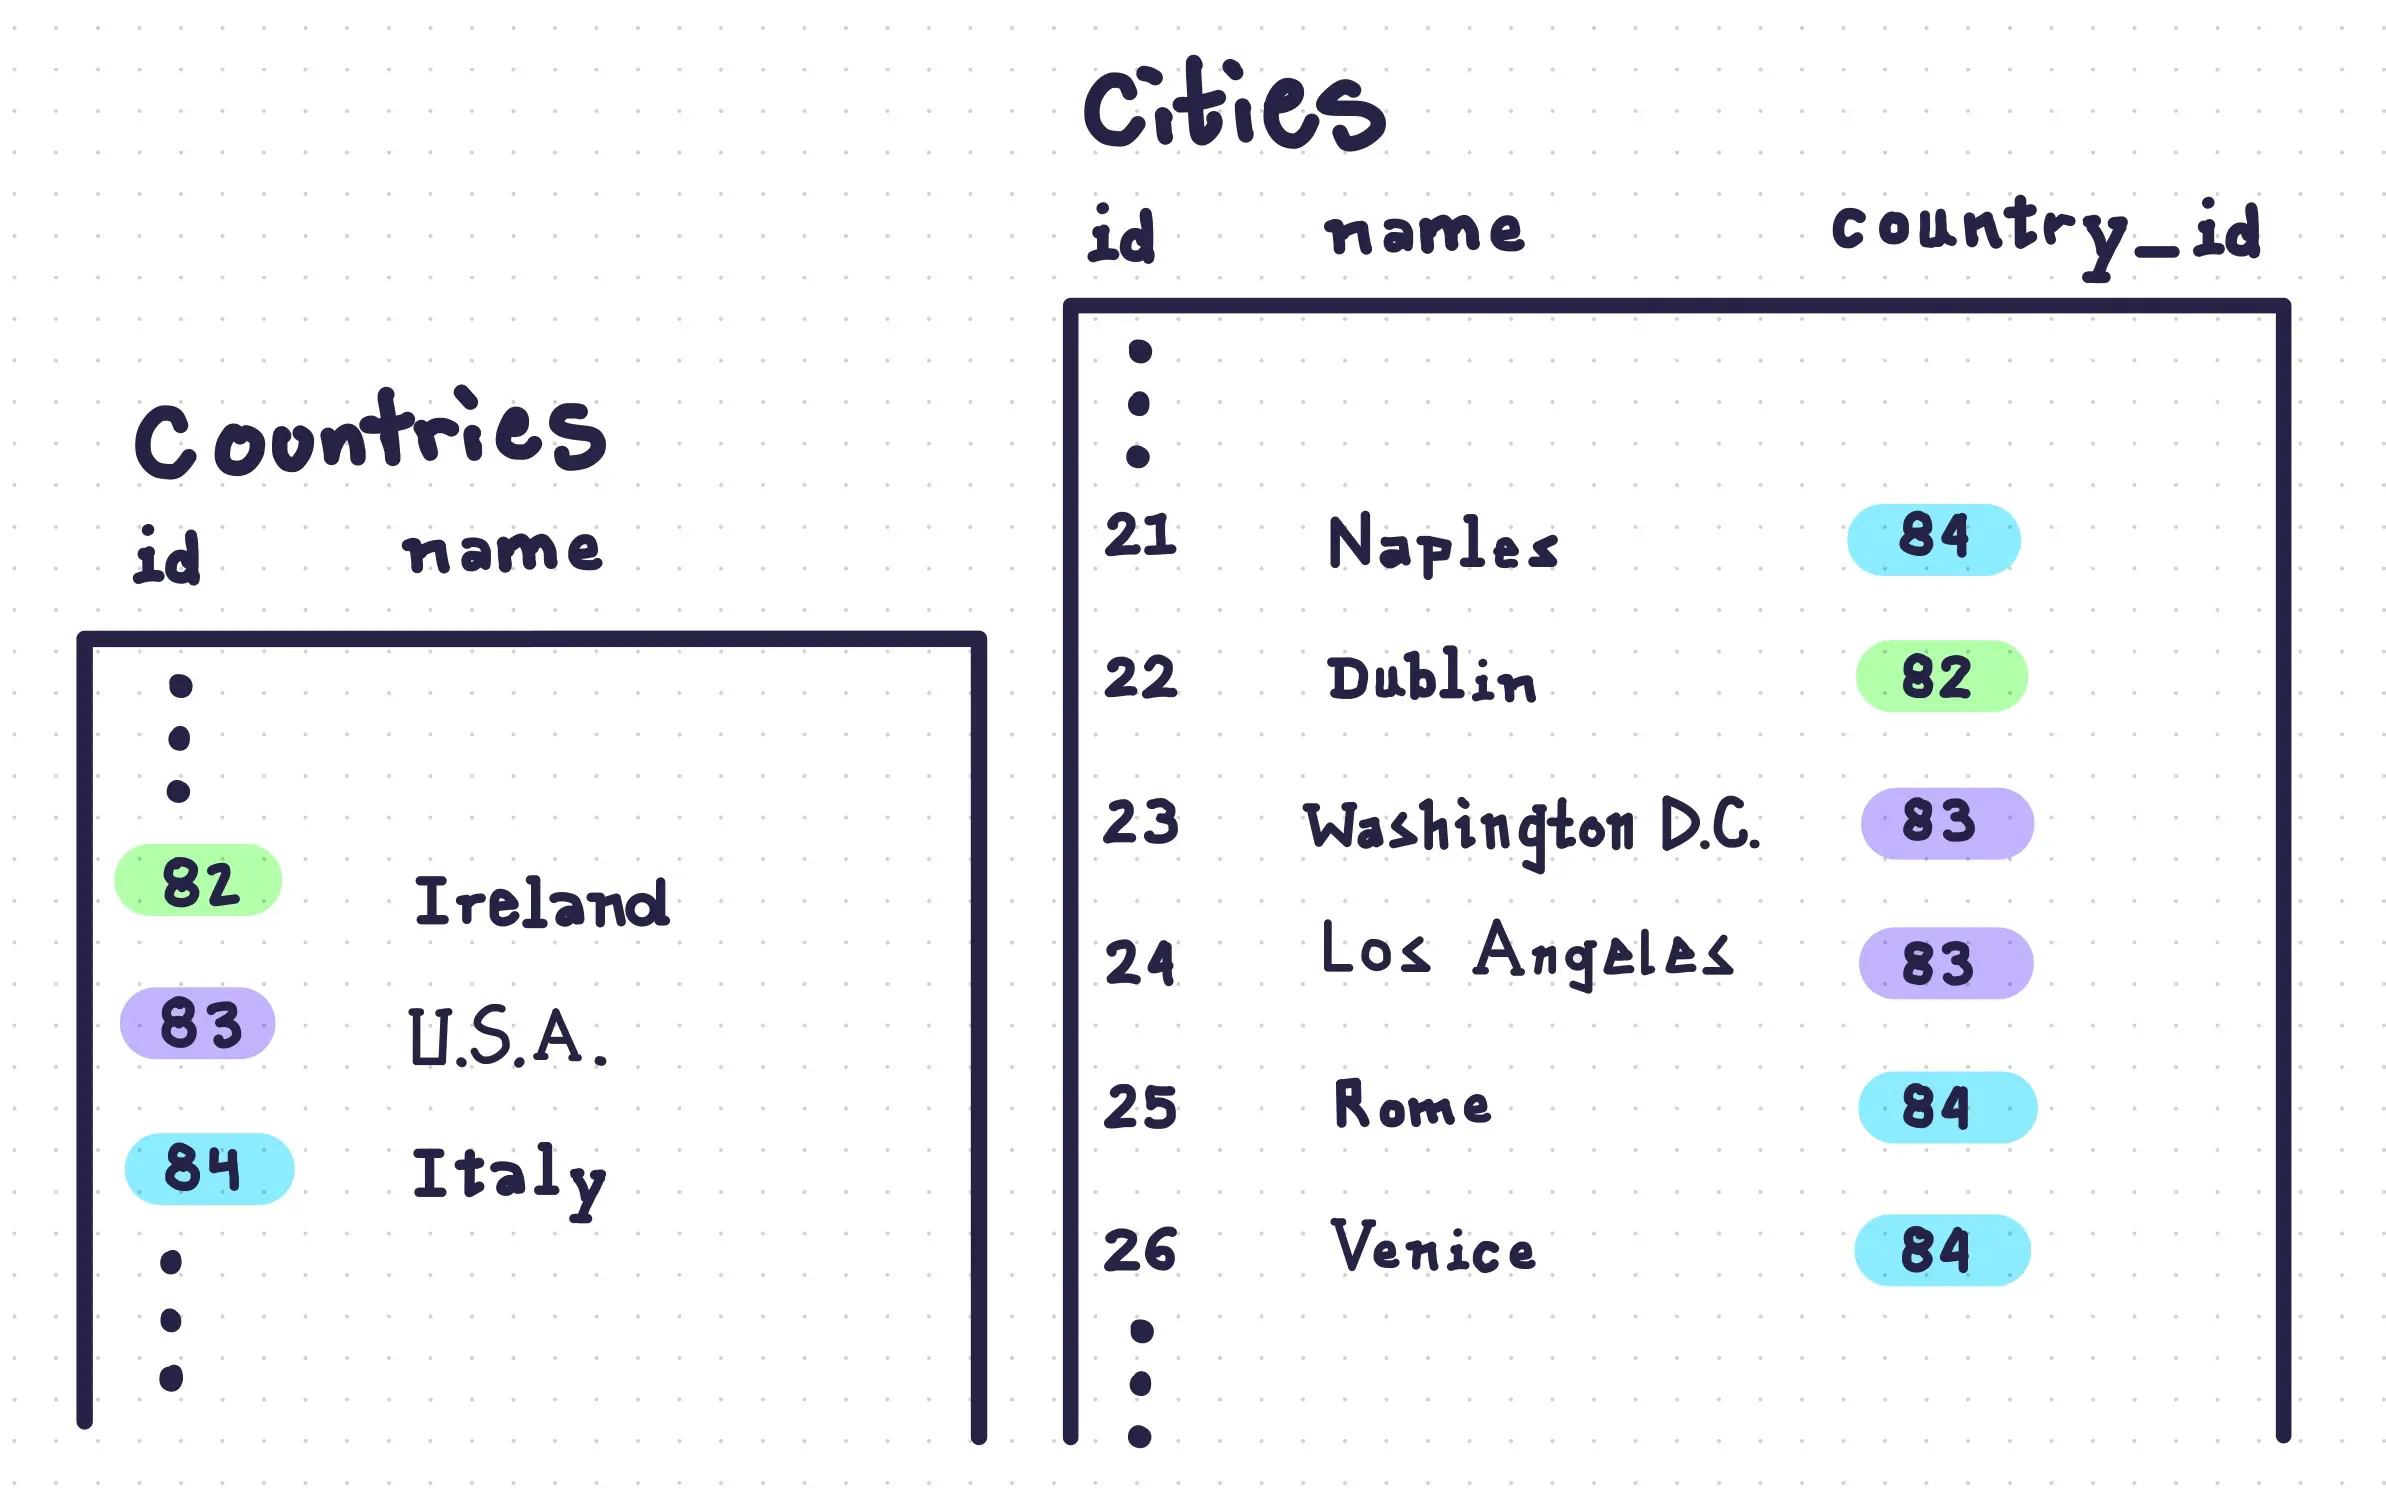 Countries
id name
82 Ireland
83 U.S.A.
84 Italy
Cities
id name country_id
21 Naples 84
22 Dublin 82
23 Washington D.C. 83
24 Los Angeles 83
25 Rome 84
26 Venice 84